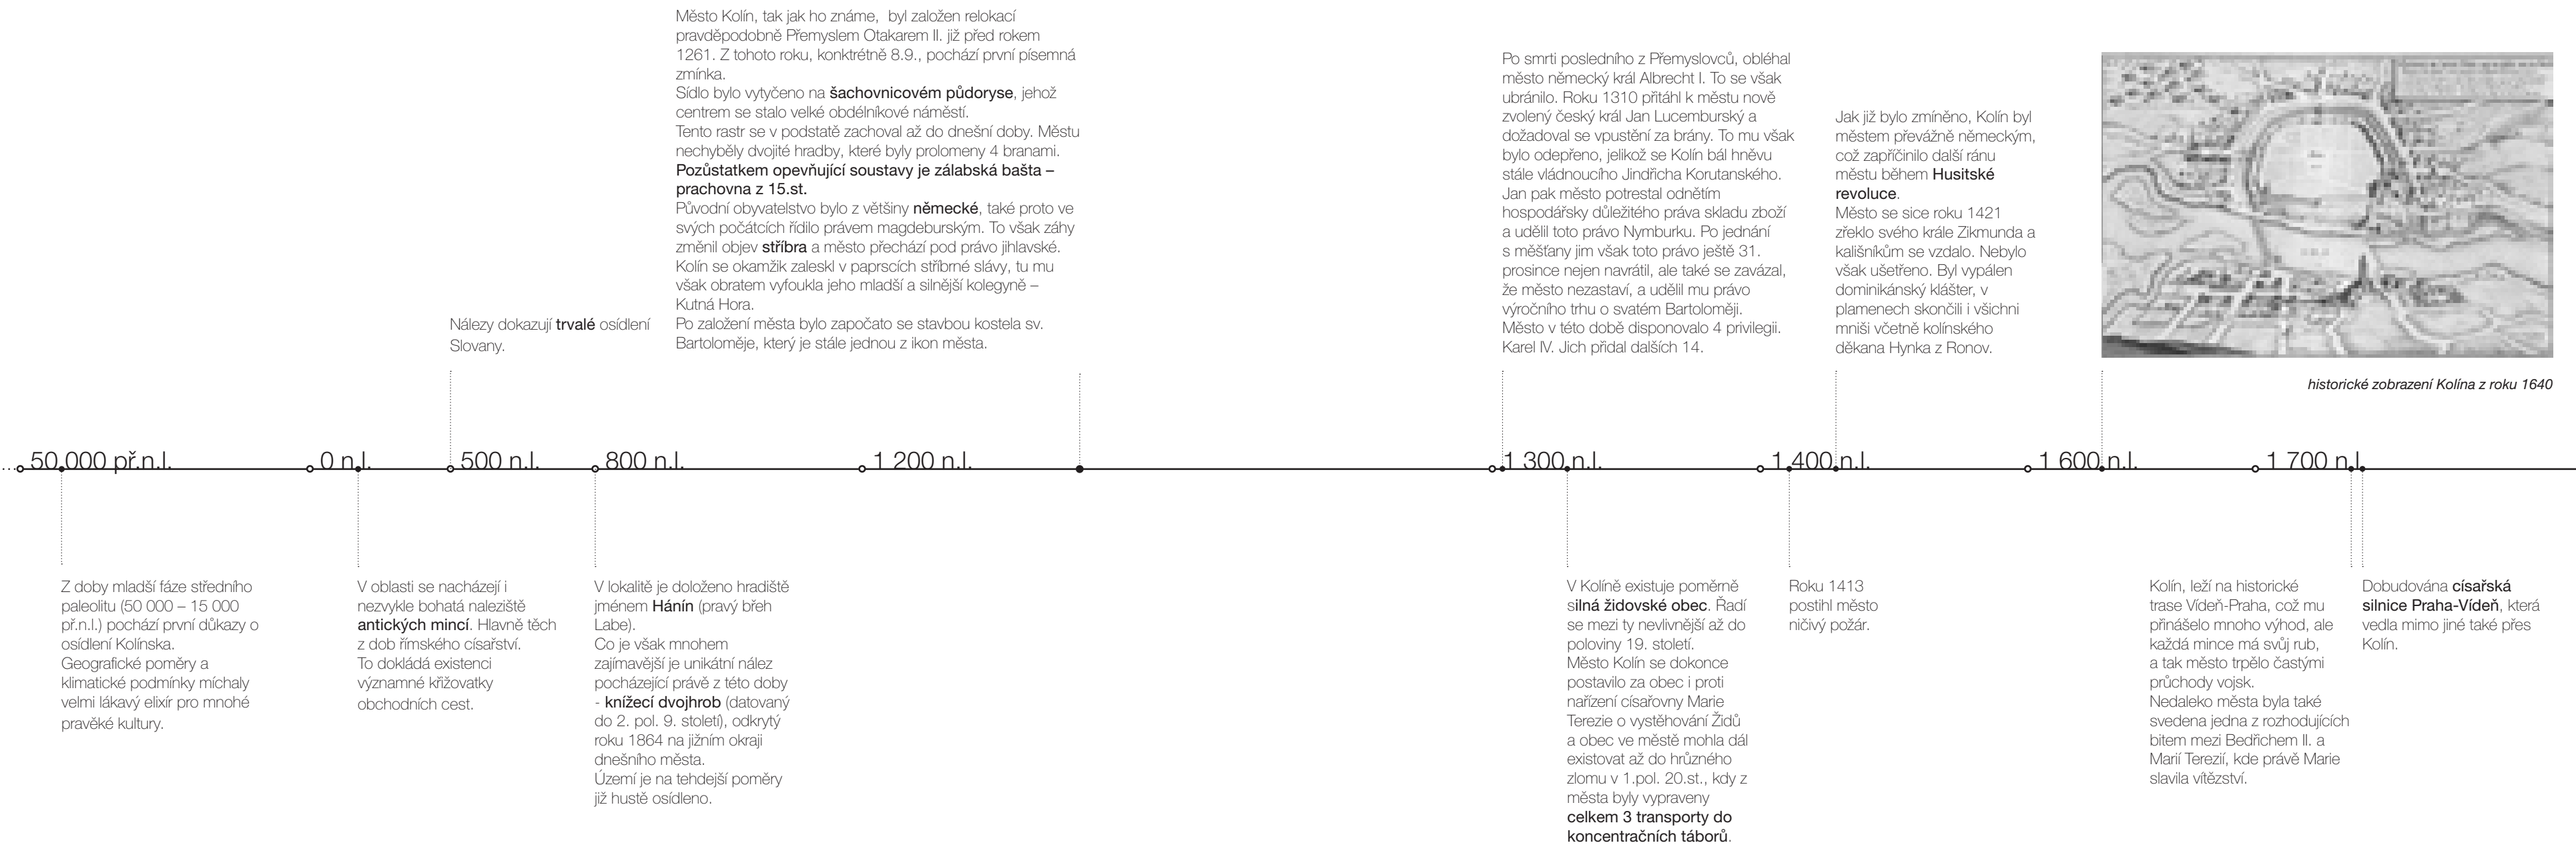 Město Kolín, tak jak ho známe,  byl založen relokací
pravděpodobně Přemyslem Otakarem II. již před rokem
1261. Z tohoto roku, konktrétně 8.9., pochází první písemná
zmínka.
Sídlo bylo vytyčeno na šachovnicovém půdoryse, jehož
centrem se stalo velké obdélníkové náměstí.
Tento rastr se v podstatě zachoval až do dnešní doby. Městu
nechyběly dvojité hradby, které byly prolomeny 4 branami.
Pozůstatkem opevňující soustavy je zálabská bašta –
prachovna z 15.st.
Původní obyvatelstvo bylo z většiny německé, také proto ve
svých počátcích řídilo právem magdeburským. To však záhy
změnil objev stříbra a město přechází pod právo jihlavské.
Kolín se okamžik zaleskl v paprscích stříbrné slávy, tu mu
však obratem vyfoukla jeho mladší a silnější kolegyně –
Kutná Hora.
Po založení města bylo započato se stavbou kostela sv.
Bartoloměje, který je stále jednou z ikon města.
Nálezy dokazují trvalé osídlení
Slovany.
Po smrti posledního z Přemyslovců, obléhal
město německý král Albrecht I. To se však
ubránilo. Roku 1310 přitáhl k městu nově
zvolený český král Jan Lucemburský a
dožadoval se vpustění za brány. To mu však
bylo odepřeno, jelikož se Kolín bál hněvu
stále vládnoucího Jindřicha Korutanského.
Jan pak město potrestal odnětím
hospodářsky důležitého práva skladu zboží
a udělil toto právo Nymburku. Po jednání
s měšťany jim však toto právo ještě 31.
prosince nejen navrátil, ale také se zavázal,
že město nezastaví, a udělil mu právo
výročního trhu o svatém Bartoloměji.
Město v této době disponovalo 4 privilegii.
Karel IV. Jich přidal dalších 14.
Jak již bylo zmíněno, Kolín byl
městem převážně německým,
což zapříčinilo další ránu
městu během Husitské
revoluce.
Město se sice roku 1421
zřeklo svého krále Zikmunda a
kališníkům se vzdalo. Nebylo
však ušetřeno. Byl vypálen
dominikánský klášter, v
plamenech skončili i všichni
mniši včetně kolínského
děkana Hynka z Ronov.
historické zobrazení Kolína z roku 1640
50 000 př.n.l.
0 n.l.
500 n.l.
800 n.l.
1 200 n.l.
1 300 n.l.
1 400 n.l.
1 600 n.l.
1 700 n.l.
Z doby mladší fáze středního
paleolitu (50 000 – 15 000
př.n.l.) pochází první důkazy o
osídlení Kolínska.
Geografické poměry a
klimatické podmínky míchaly
velmi lákavý elixír pro mnohé
pravěké kultury.
V oblasti se nacházejí i
nezvykle bohatá naleziště
antických mincí. Hlavně těch
z dob římského císařství.
To dokládá existenci
významné křižovatky
obchodních cest.
V lokalitě je doloženo hradiště
jménem Hánín (pravý břeh
Labe).
Co je však mnohem
zajímavější je unikátní nález
pocházející právě z této doby
- knížecí dvojhrob (datovaný
do 2. pol. 9. století), odkrytý
roku 1864 na jižním okraji
dnešního města.
Území je na tehdejší poměry
již hustě osídleno.
V Kolíně existuje poměrně
silná židovské obec. Řadí
se mezi ty nevlivnější až do
poloviny 19. století.
Město Kolín se dokonce
postavilo za obec i proti
nařízení císařovny Marie
Terezie o vystěhování Židů
a obec ve městě mohla dál
existovat až do hrůzného
zlomu v 1.pol. 20.st., kdy z
města byly vypraveny
celkem 3 transporty do
koncentračních táborů.
Roku 1413
postihl město
ničivý požár.
Kolín, leží na historické
trase Vídeň-Praha, což mu
přinášelo mnoho výhod, ale
každá mince má svůj rub,
a tak město trpělo častými
průchody vojsk.
Nedaleko města byla také
svedena jedna z rozhodujících
bitem mezi Bedřichem II. a
Marií Terezií, kde právě Marie
slavila vítězství.
Dobudována císařská
silnice Praha-Vídeň, která
vedla mimo jiné také přes
Kolín.